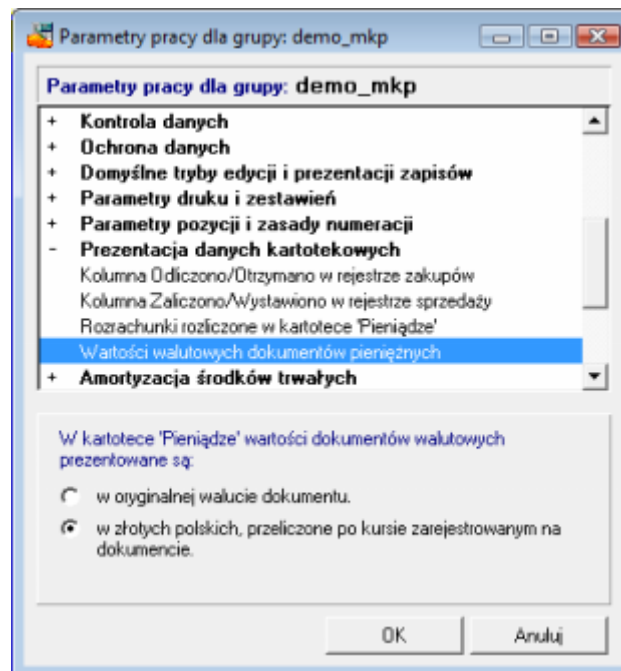 Parametry pracy dla grupy: demo_mkp
Parametry pracy dla grupy: demo_mkp
+ Kontrola danych
+ Ochrona danych
+ Domyślne tryby edycji i prezentacji zapisów
+ Parametry druku i zestawień
+ Parametry pozycji i zasady numeracji
- Prezentacja danych kartotekowych
Kolumna Odliczono/Otrzymano w rejestrze zakupów
Kolumna Zaliczono/Wystawiono w rejestrze sprzedaży
Rozrachunki rozliczone w kartotece 'Pieniądze'
Wartości walutowych dokumentów pieniężnych
+ Amortyzacja środków trwałych
W kartotece 'Pieniądze' wartości dokumentów walutowych
prezentowane są:
w oryginalnej walucie dokumentu.
w złotych polskich, przeliczone po kursie zarejestrowanym na
dokumencie.
OK Anuluj